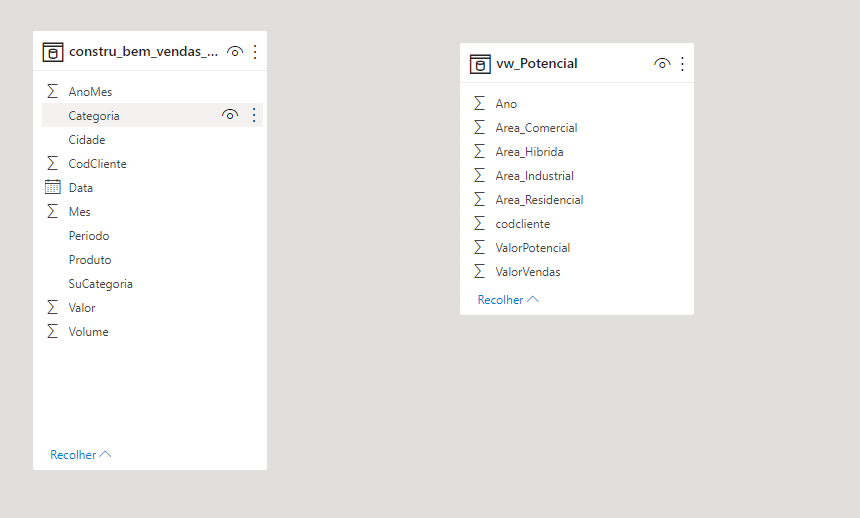 constru_bem_vendas_...
AnoMes
Categoria
Cidade
CodCliente
Data
Mes
Periodo
Produto
SuCategoria
Valor
Volume
Recolher
vw_Potencial
Ano
Area_Comercial
Area_Hibrida
Area_Industrial
Area_Residencial
codcliente
ValorPotencial
ValorVendas
Recolher